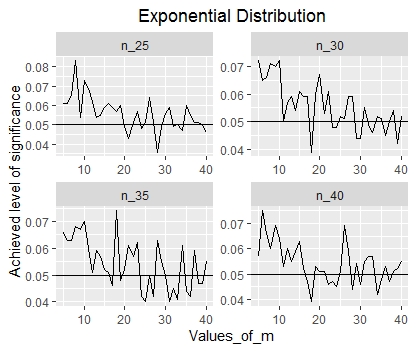 Exponential Distribution
n_25
n_30
0.08
0.07
0.06
0.05
0.04
0.07
0.06
0.05
0.04
10 20 30 40
10 20 30 40
n_35
n_40
0.07
0.06
0.05
0.04
0.07
0.06
0.05
0.04
10 20 30 40
10 20 30 40
Achieved level of significance
Values_of_m